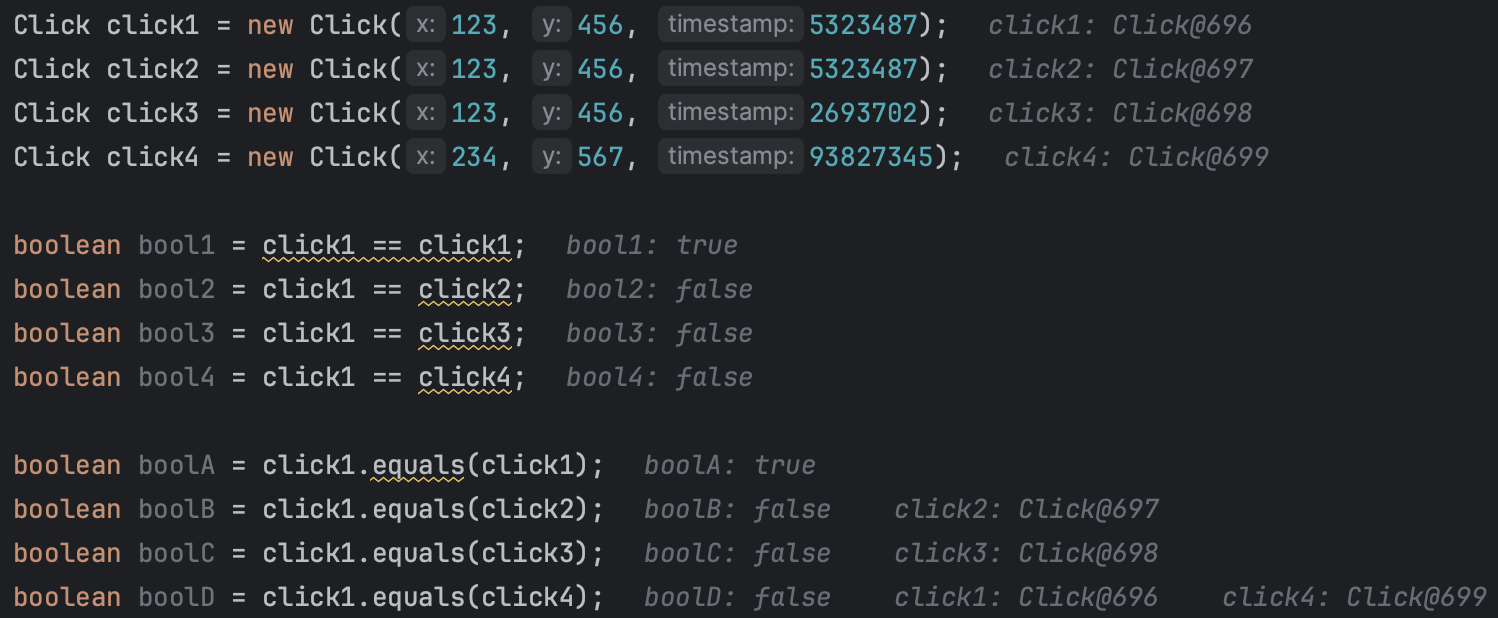 Click click1 = new Click( x: 123, y: 456, timestamp: 5323487); click1: Click@696
Click click2 = new Click( x: 123, y: 456, timestamp: 5323487); click2: Click@697
Click click3 = new Click( x: 123, y: 456, timestamp: 2693702); click3: Click@698
Click click4 = new Click( x: 234, y: 567, timestamp: 93827345); click4: Click@699
boolean bool1 = click1 == click1; bool1: true
boolean bool2 = click1 == click2; bool2: false
boolean bool3 = click1 == click3; bool3: false
boolean bool4 = click1 == click4; bool4: false
boolean boolA = click1.equals(click1); boolA: true
boolean boolB = click1.equals(click2); boolB: false click2: Click@697
boolean boolC = click1.equals(click3); boolC: false click3: Click@698
boolean boolD = click1.equals(click4); boolD: false click1: Click@696 click4: Click@699